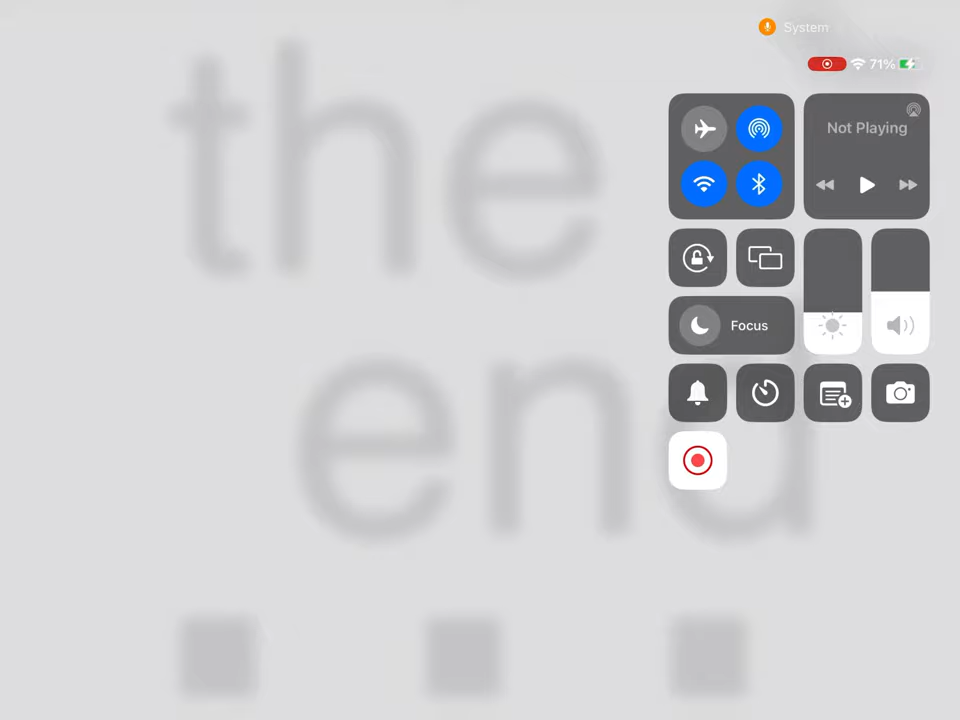 System
71%
Not Playing
Focus
the
end